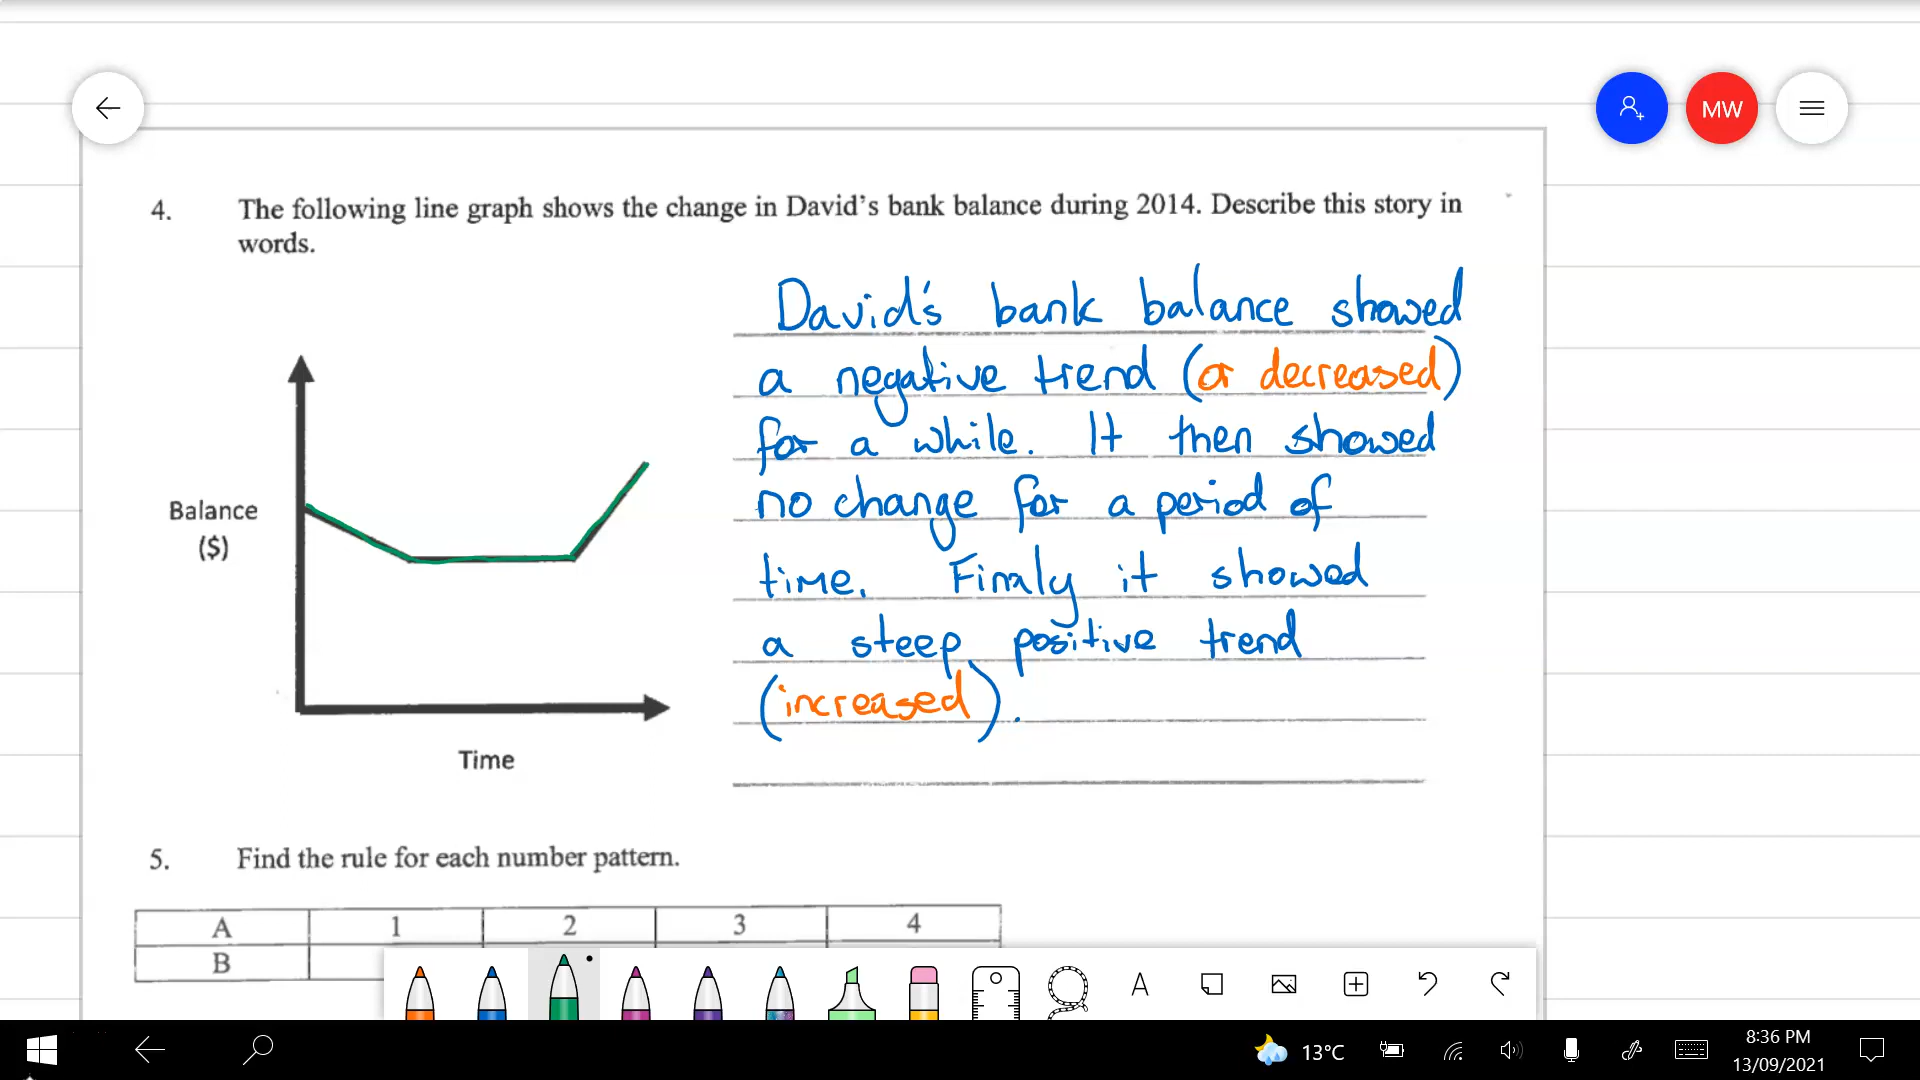 MW
4. The following line graph shows the change in David's bank balance during 2014. Describe this story in
words.
David's bank balance showed
a negative trend (or decreased)
for a while. It then showed
no change for a period of
time. Finaly it showed
a steep positive trend
(increased).
Balance
($)
Time
5. Find the rule for each number pattern.
A 1 2 3 4
B
A
13°C
8:36 PM
13/09/2021